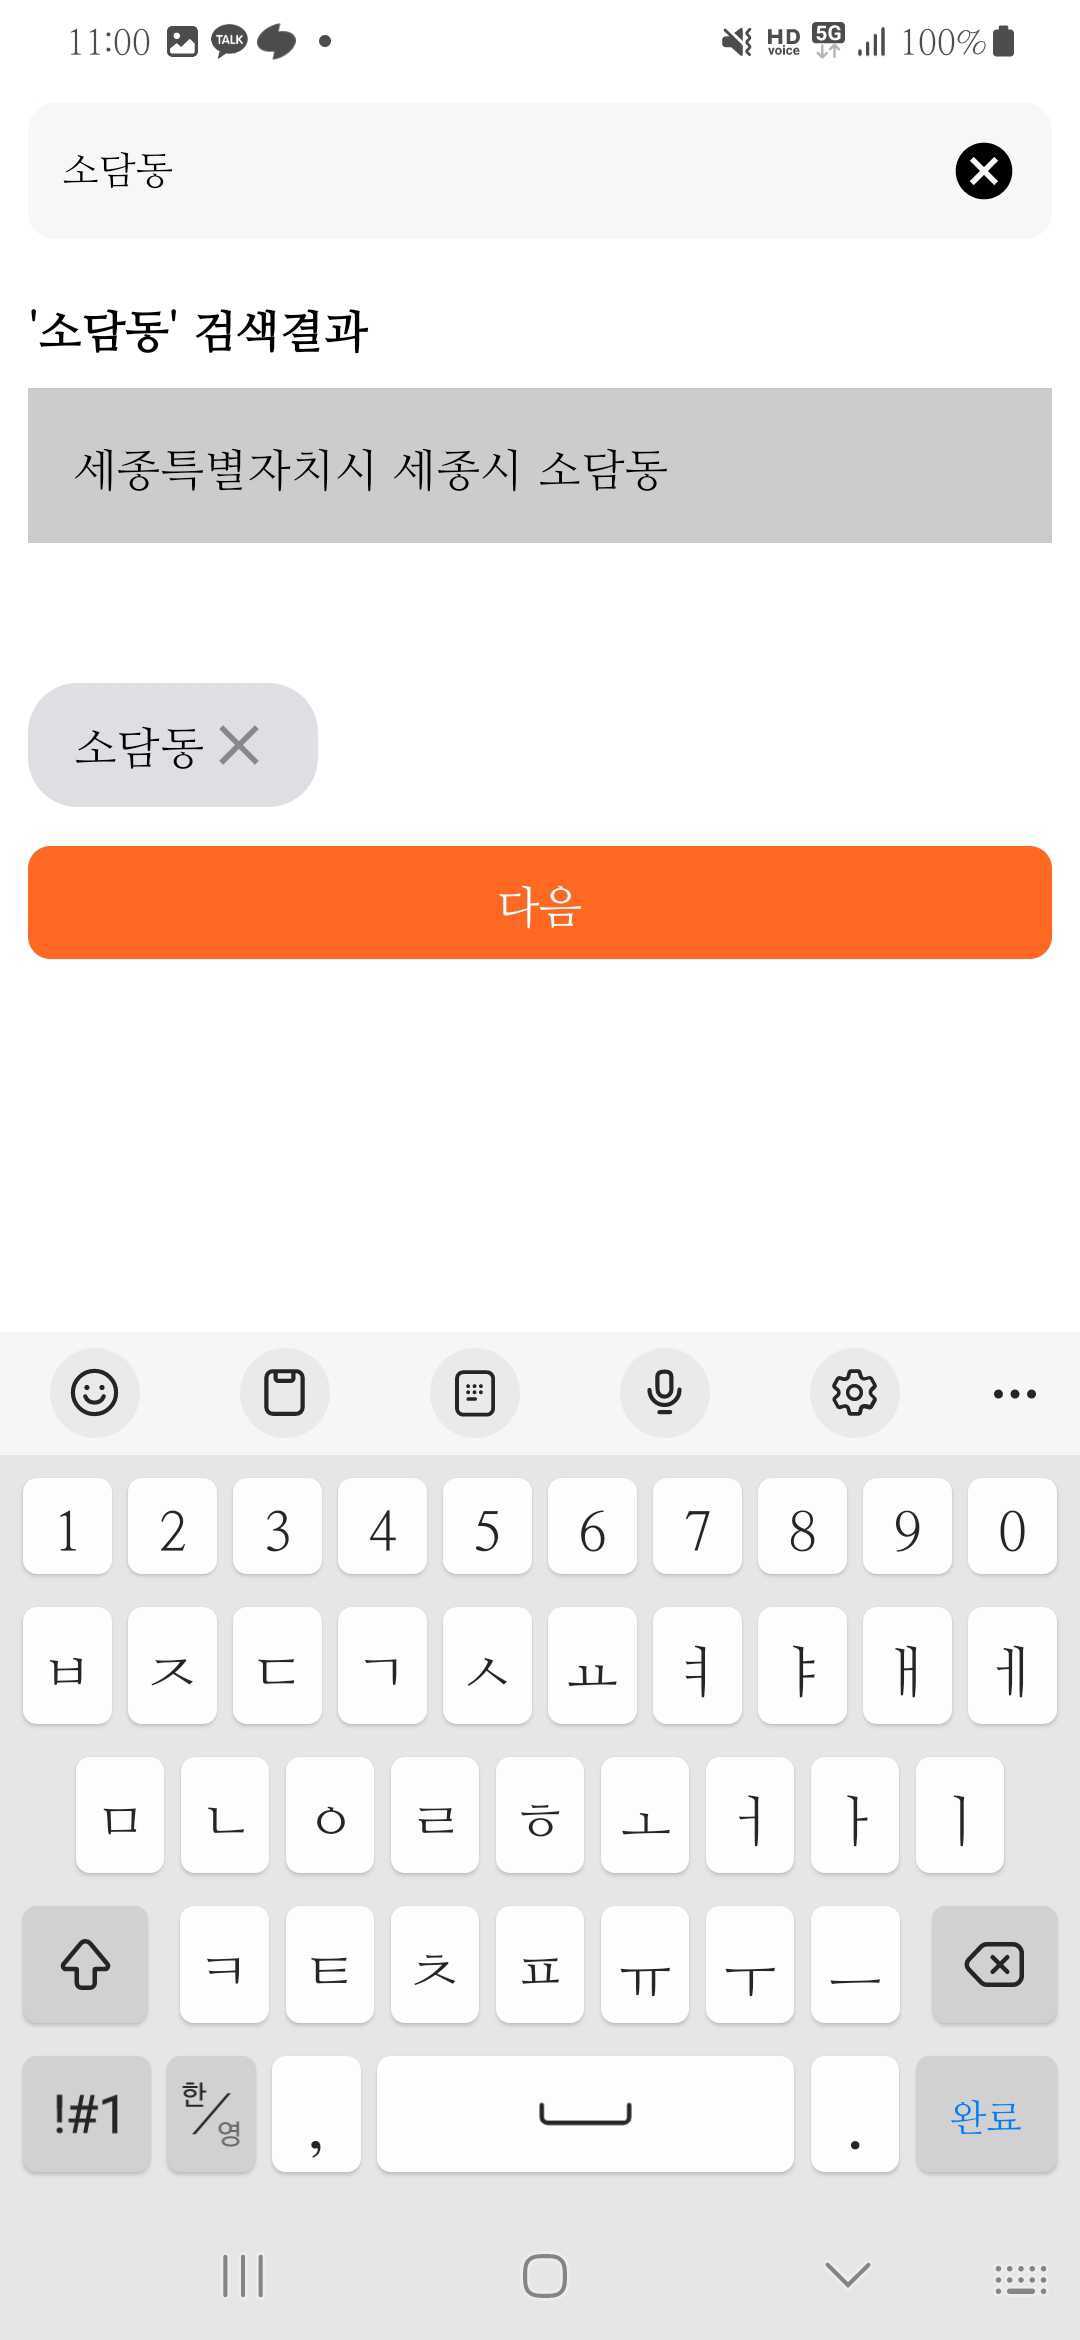 11:00 TALK HD voice 5G 100%
소담동
'소담동' 검색결과
세종특별자치시 세종시 소담동
소담동
다음
1 2 3 4 5 6 7 8 9 0
ㅂ ㅈ ㄷ ㄱ ㅅ ㅛ ㅕ ㅑ ㅐ ㅔ
ㅁ ㄴ ㅇ ㄹ ㅎ ㅗ ㅓ ㅏ ㅣ
ㅋ ㅌ ㅊ ㅍ ㅠ ㅜ ㅡ
!#1 한/영 , . 완료